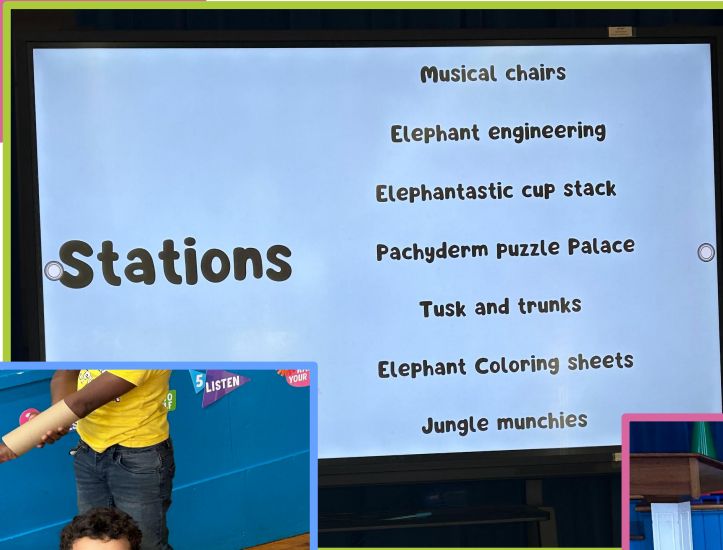 Musical chairs
Elephant engineering
Elephantastic cup stack
Stations
Pachyderm puzzle Palace
Tusk and trunks
Elephant Coloring sheets
Jungle munchies
5 LISTEN
YOUR